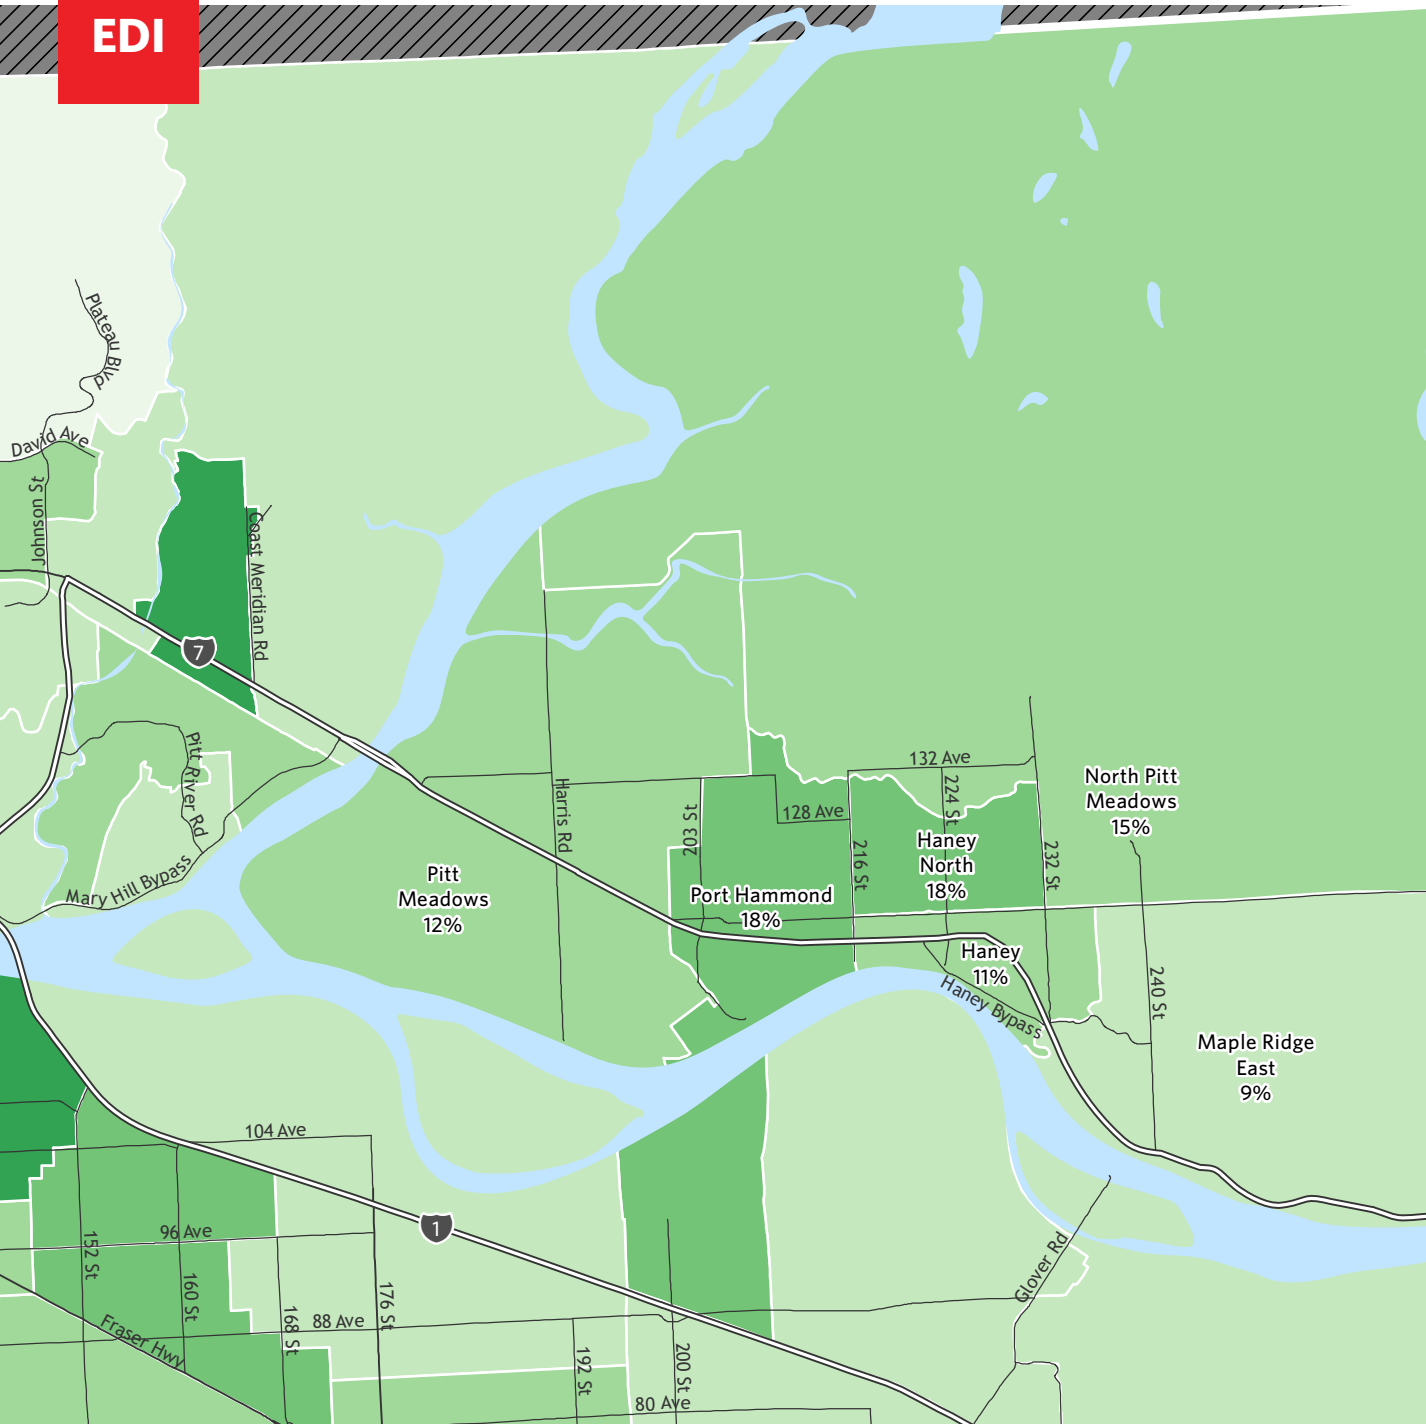 EDI
Plateau Blvd
David Ave
Johnson St
Coast Meridian Rd
7
Pitt River Rd
Mary Hill Bypass
Harris Rd
203 St
132 Ave
128 Ave
224 St
216 St
232 St
North Pitt
Meadows
15%
Haney
North
18%
Pitt
Meadows
12%
Port Hammond
18%
Haney
11%
Haney Bypass
240 St
Maple Ridge
East
9%
104 Ave
96 Ave
1
152 St
160 St
168 St
176 St
88 Ave
Fraser Hwy
192 St
200 St
80 Ave
Glover Rd